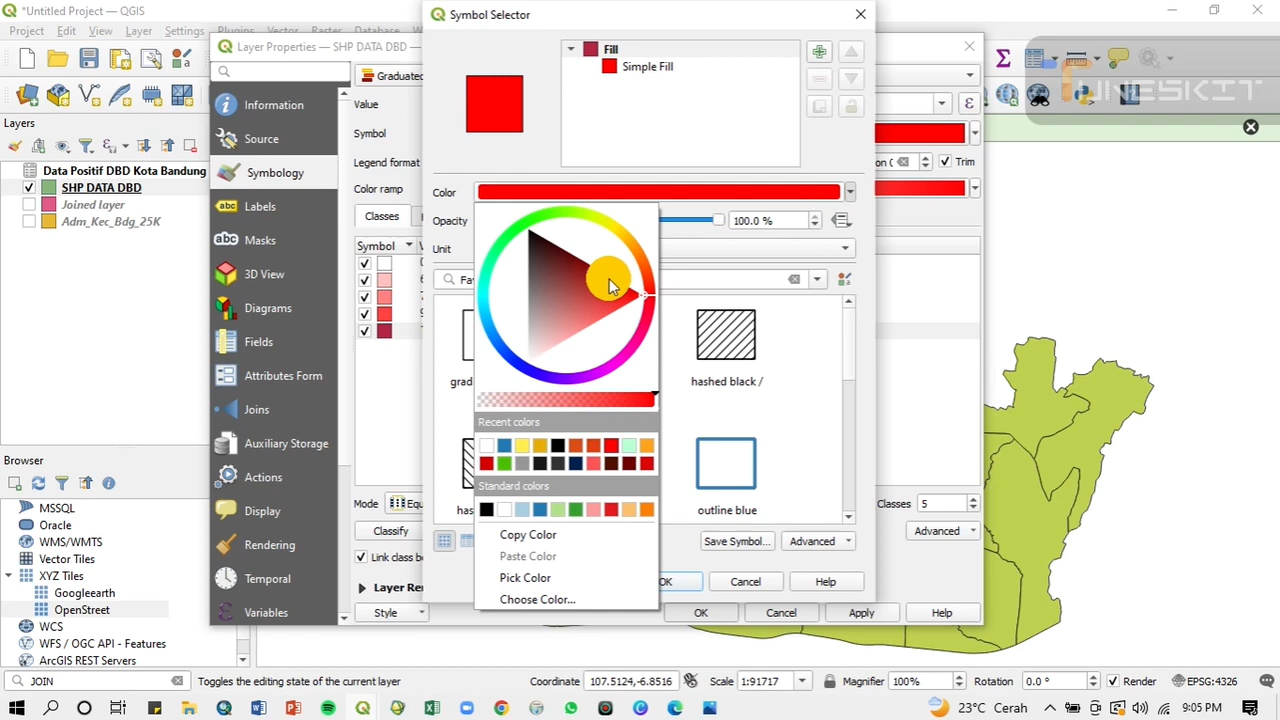 *Untitled Project — QGIS
Project Edit View Layer Settings Plugins Vector Raster Database
Symbol Selector
Layer Properties — SHP DATA DBD
Fill
Simple Fill
Graduated
Information
Value
Layers
Source
Symbol
Symbology
Legend format
Trim
Data Positif DBD Kota Bandung
SHP DATA DBD
Color ramp
Color
Joined layer
Labels
Classes
Opacity
100.0 %
Adm_Kec_Bdg_25K
Masks
Symbol
Unit
3D View
Diagrams
Fields
hashed black /
Attributes Form
Joins
Recent colors
Auxiliary Storage
Browser
Actions
Standard colors
MSSQL
Display
Mode
outline blue
Classes 5
Oracle
Classify
Copy Color
Save Symbol...
Advanced
Advanced
WMS/WMTS
Rendering
Paste Color
Vector Tiles
Pick Color
OK
Cancel
Help
XYZ Tiles
Temporal
Choose Color...
Googleearth
Variables
Style
OK
Cancel
Apply
Help
OpenStreet
WCS
WFS / OGC API - Features
ArcGIS REST Servers
JOIN
Toggles the editing state of the current layer
Coordinate 107.5124,-6.8516
Scale 1:91717
Magnifier 100%
Rotation 0.0 °
Render
EPSG:4326
23°C Cerah
9:05 PM